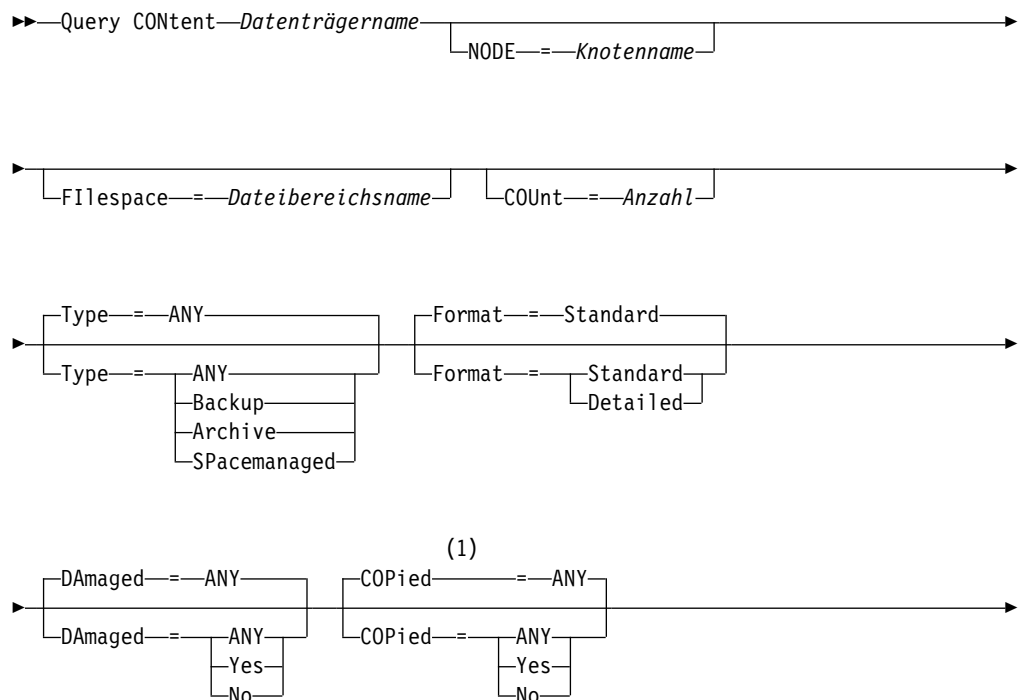 Query CONtent Datenträgername
NODE = Knotenname
FIlespace = Dateibereichsname
COUnt = Anzahl
Type = ANY
Format = Standard
Type = ANY
Backup
Archive
SPacemanaged
Format = Standard
Detailed
(1)
DAmaged = ANY
COPied = ANY
DAmaged = ANY
Yes
No
COPied = ANY
Yes
No